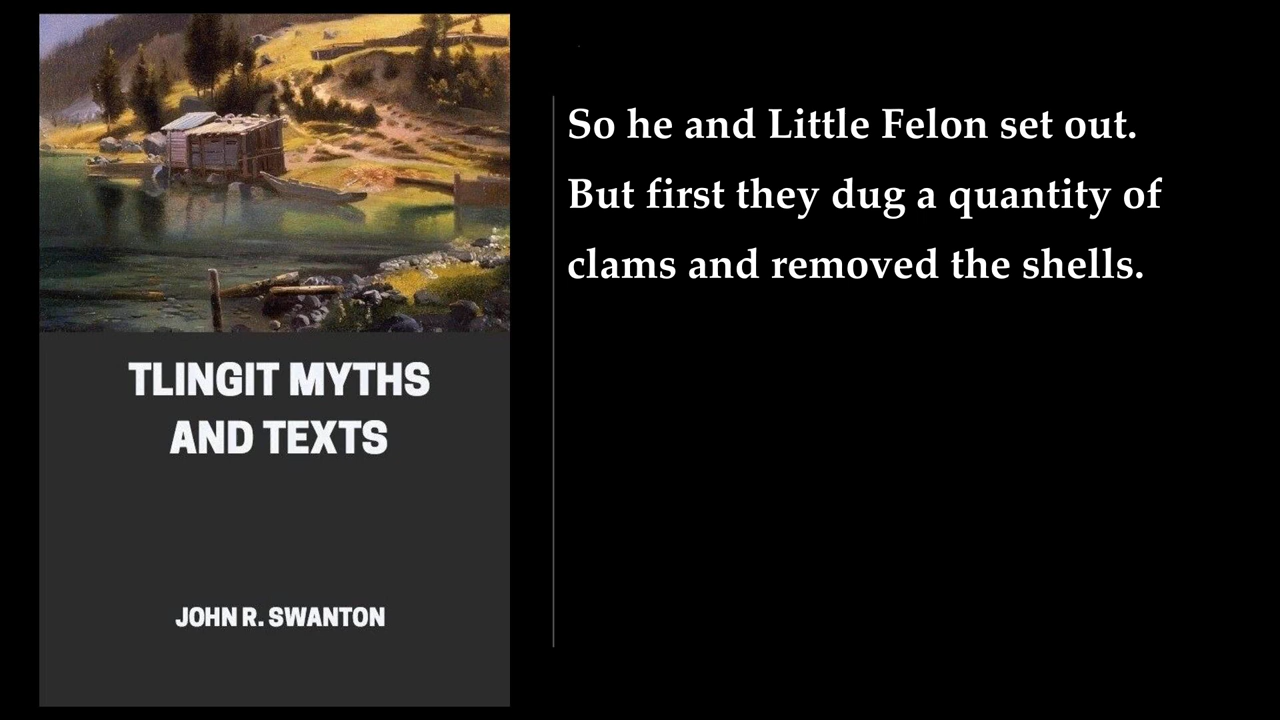 TLINGIT MYTHS
AND TEXTS
JOHN R. SWANTON
So he and Little Felon set out.
But first they dug a quantity of
clams and removed the shells.